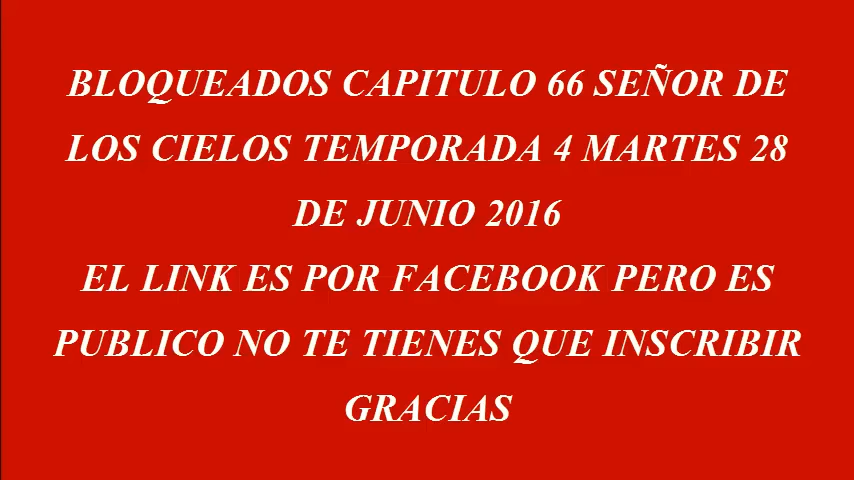 BLOQUEADOS CAPITULO 66 SEÑOR DE
LOS CIELOS TEMPORADA 4 MARTES 28
DE JUNIO 2016
EL LINK ES POR FACEBOOK PERO ES
PUBLICO NO TE TIENES QUE INSCRIBIR
GRACIAS